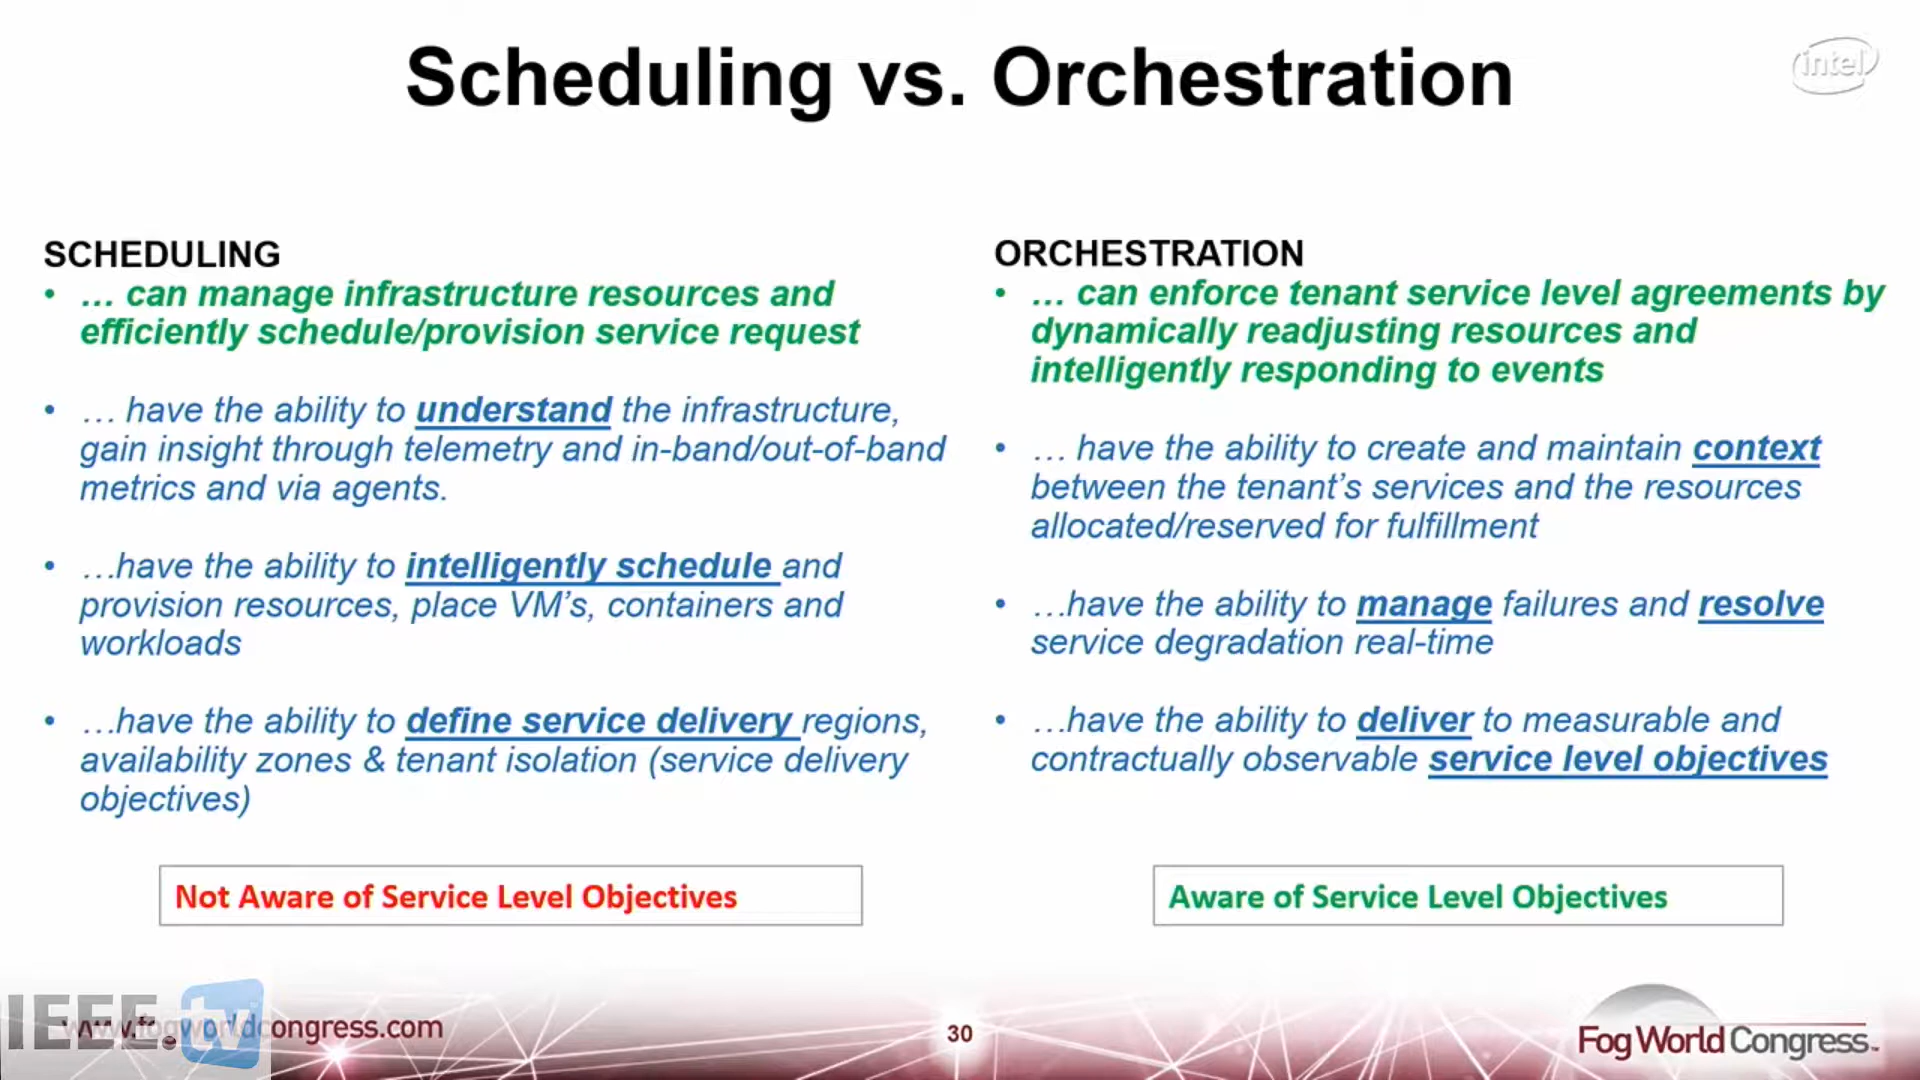 Scheduling vs. Orchestration
intel
SCHEDULING
• … can manage infrastructure resources and
efficiently schedule/provision service request
• … have the ability to understand the infrastructure,
gain insight through telemetry and in-band/out-of-band
metrics and via agents.
• …have the ability to intelligently schedule and
provision resources, place VM's, containers and
workloads
• …have the ability to define service delivery regions,
availability zones & tenant isolation (service delivery
objectives)
Not Aware of Service Level Objectives
ORCHESTRATION
• … can enforce tenant service level agreements by
dynamically readjusting resources and
intelligently responding to events
• … have the ability to create and maintain context
between the tenant's services and the resources
allocated/reserved for fulfillment
• …have the ability to manage failures and resolve
service degradation real-time
• …have the ability to deliver to measurable and
contractually observable service level objectives
Aware of Service Level Objectives
IEEE.tv
www.fogworldcongress.com
30
Fog World Congress